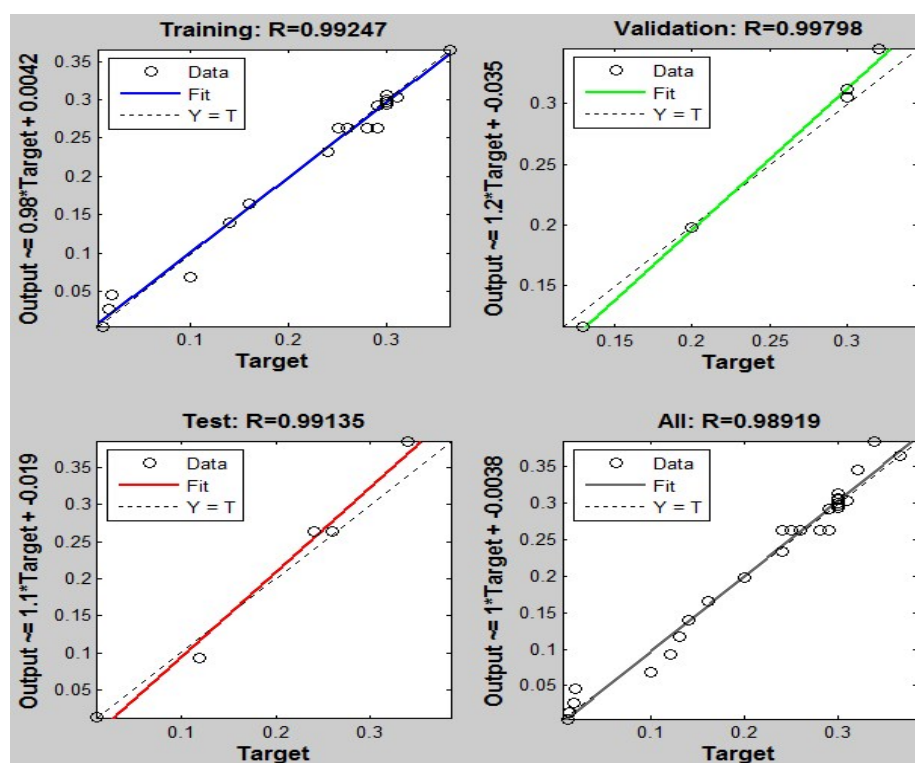 Training: R=0.99247
Output ~= 0.98*Target + 0.0042
0.35
0.3
0.25
0.2
0.15
0.1
0.05
Data
Fit
Y = T
0.1
0.2
0.3
Target
Validation: R=0.99798
Output ~= 1.2*Target + -0.035
0.3
0.25
0.2
0.15
Data
Fit
Y = T
0.15
0.2
0.25
0.3
Target
Test: R=0.99135
Output ~= 1.1*Target + -0.019
0.35
0.3
0.25
0.2
0.15
0.1
0.05
Data
Fit
Y = T
0.1
0.2
0.3
Target
All: R=0.98919
Output ~= 1*Target + -0.0038
0.35
0.3
0.25
0.2
0.15
0.1
0.05
Data
Fit
Y = T
0.1
0.2
0.3
Target